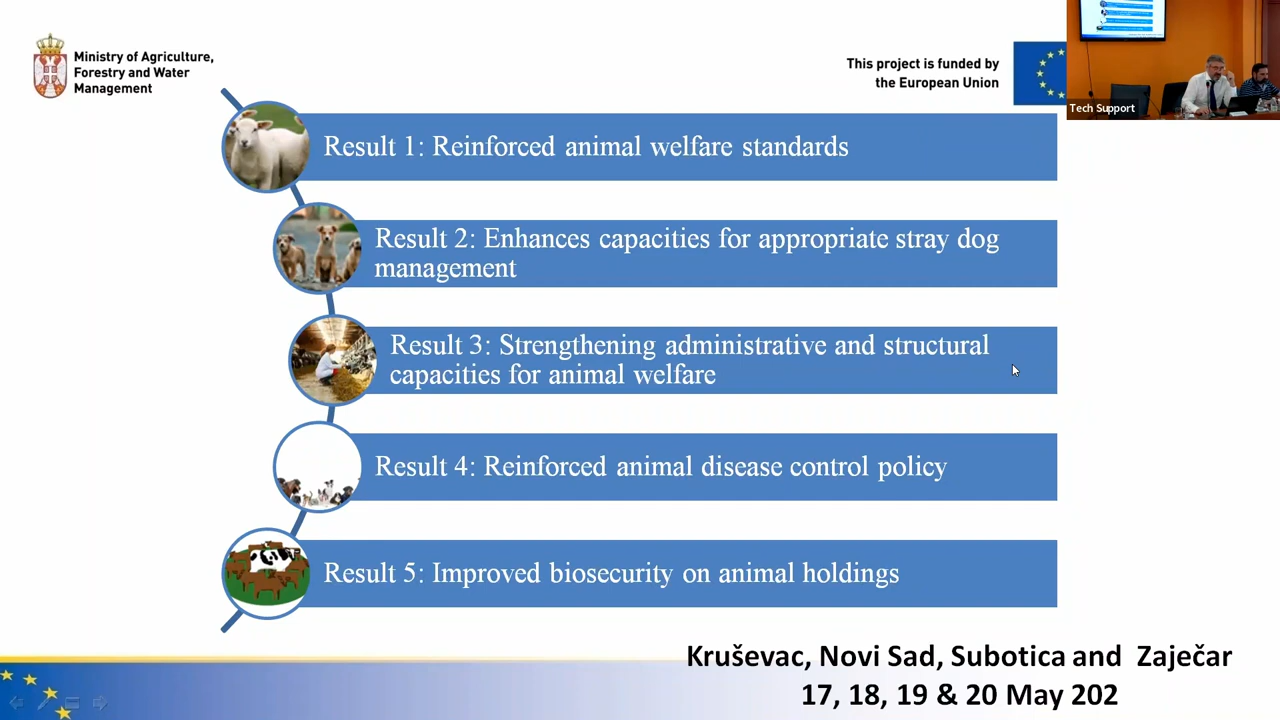 Ministry of Agriculture,
Forestry and Water
Management
This project is funded by
the European Union
Tech Support
Result 1: Reinforced animal welfare standards
Result 2: Enhances capacities for appropriate stray dog
management
Result 3: Strengthening administrative and structural
capacities for animal welfare
Result 4: Reinforced animal disease control policy
Result 5: Improved biosecurity on animal holdings
Kruševac, Novi Sad, Subotica and Zaječar
17, 18, 19 & 20 May 202